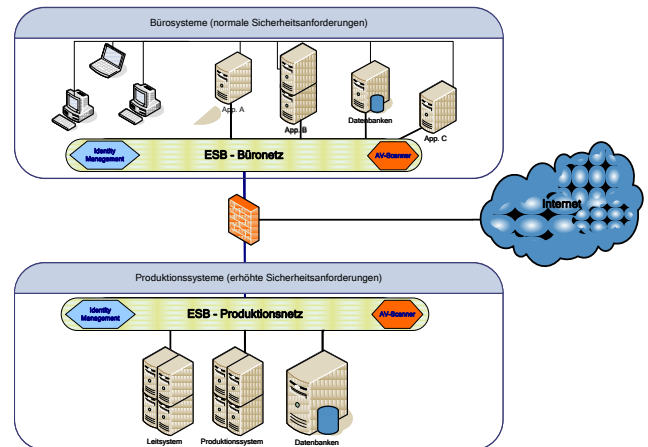 Bürosysteme (normale Sicherheitsanforderungen)
App. A
App. B
Datenbanken
App. C
Identity
Management
ESB - Büronetz
AV-Scanner
Internet
Produktionssysteme (erhöhte Sicherheitsanforderungen)
Identity
Management
ESB - Produktionsnetz
AV-Scanner
Leitsystem
Produktionssystem
Datenbanken